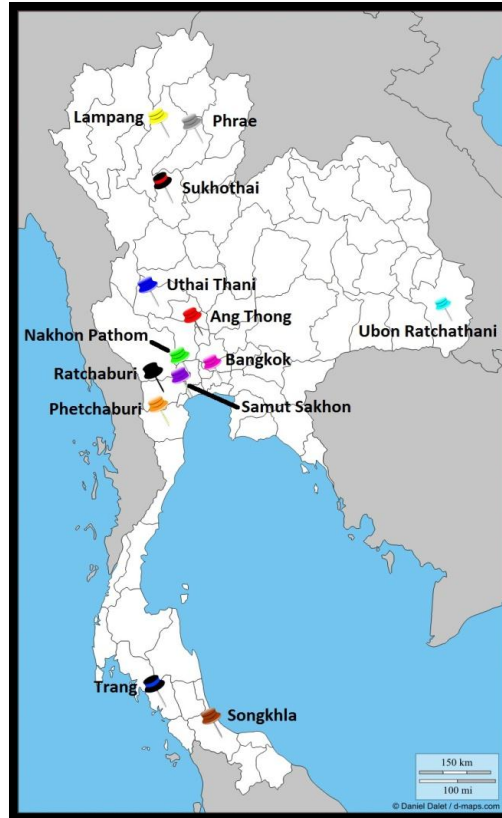 Lampang
Phrae
Sukhothai
Uthai Thani
Ang Thong
Ubon Ratchathani
Nakhon Pathom
Bangkok
Ratchaburi
Phetchaburi
Samut Sakhon
Trang
Songkhla
150 km
100 mi
© Daniel Dalet / d-maps.com